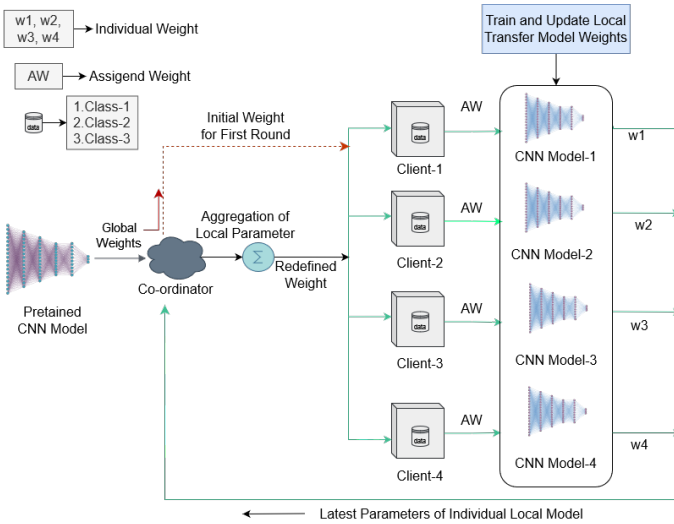 w1, w2,
w3, w4
Individual Weight
AW
Assigend Weight
data
1.Class-1
2.Class-2
3.Class-3
Train and Update Local
Transfer Model Weights
Initial Weight
for First Round
Global
Weights
Aggregation of
Local Parameter
Σ
Redefined
Weight
Co-ordinator
Pretained
CNN Model
data
Client-1
AW
CNN Model-1
w1
data
Client-2
AW
CNN Model-2
w2
data
Client-3
AW
CNN Model-3
w3
data
Client-4
AW
CNN Model-4
w4
Latest Parameters of Individual Local Model